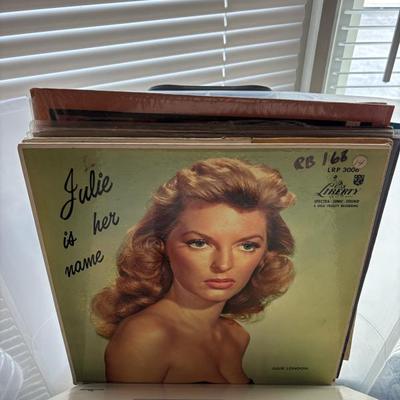 Julie
is her
name
RB 168
LRP 3006
LIBERTY
SPECTRA-SONIC-SOUND
JULIE LONDON